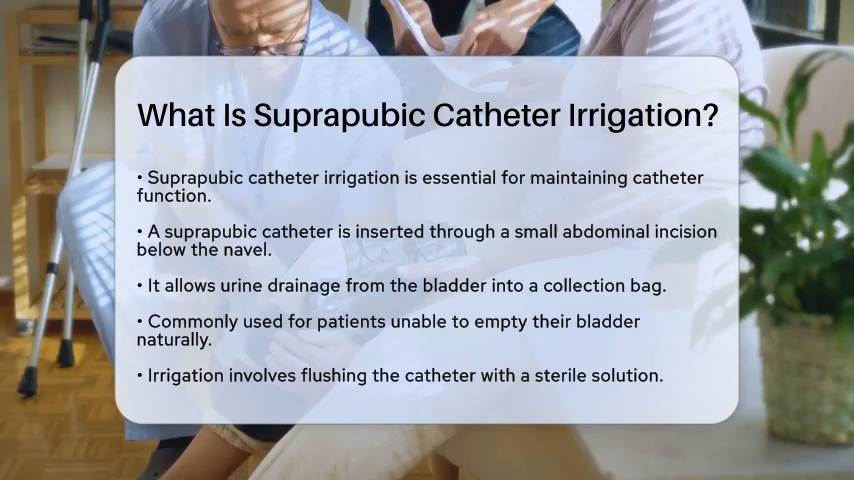 What Is Suprapubic Catheter Irrigation?
• Suprapubic catheter irrigation is essential for maintaining catheter
function.
• A suprapubic catheter is inserted through a small abdominal incision
below the navel.
• It allows urine drainage from the bladder into a collection bag.
• Commonly used for patients unable to empty their bladder
naturally.
• Irrigation involves flushing the catheter with a sterile solution.